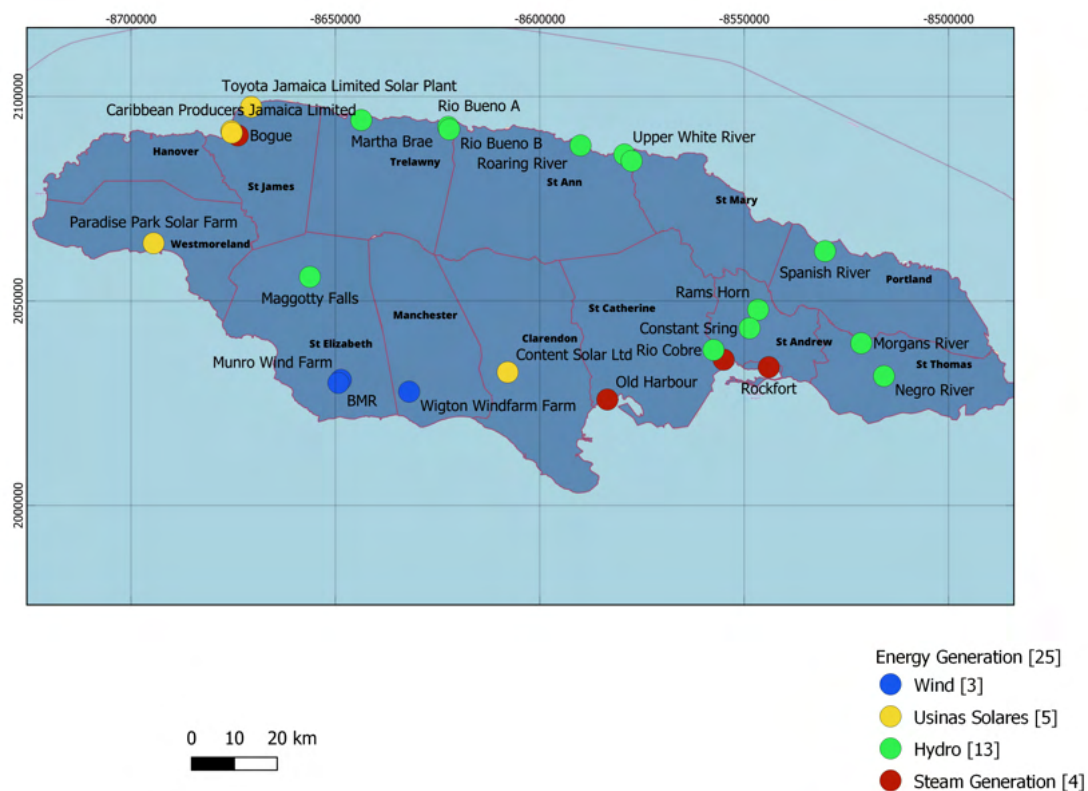 -8700000
-8650000
-8600000
-8550000
-8500000
2100000
2050000
2000000
Toyota Jamaica Limited Solar Plant
Caribbean Producers Jamaica Limited
Rio Bueno A
Bogue
Martha Brae
Rio Bueno B
Upper White River
Hanover
Trelawny
Roaring River
St James
St Ann
St Mary
Paradise Park Solar Farm
Westmoreland
Spanish River
Portland
Maggotty Falls
Rams Horn
St Catherine
Manchester
Constant Sring
St Elizabeth
Clarendon
St Andrew
Morgans River
Munro Wind Farm
Content Solar Ltd
Rio Cobre
St Thomas
BMR
Wigton Windfarm Farm
Old Harbour
Rockfort
Negro River
Energy Generation [25]
Wind [3]
Usinas Solares [5]
Hydro [13]
Steam Generation [4]
0 10 20 km